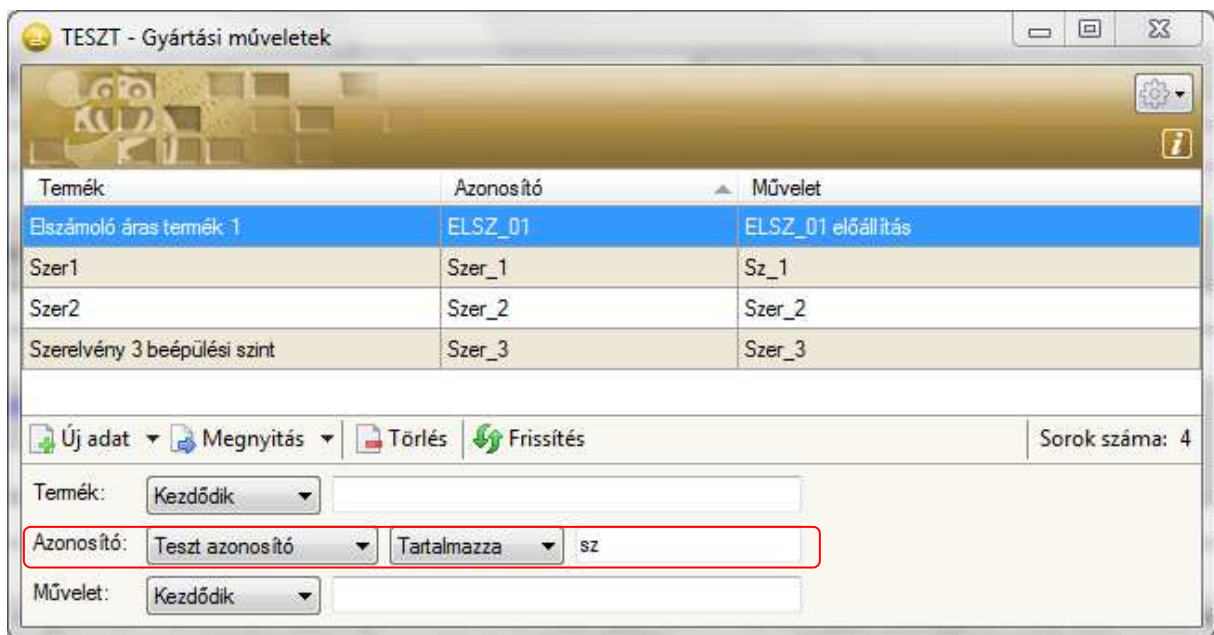 TESZT - Gyártási műveletek
Termék Azonosító Művelet
Elszámoló áras termék 1 ELSZ_01 ELSZ_01 előállítás
Szer1 Szer_1 Sz_1
Szer2 Szer_2 Szer_2
Szerelvény 3 beépülési szint Szer_3 Szer_3
Új adat Megnyitás Törlés Frissítés Sorok száma: 4
Termék: Kezdődik
Azonosító: Teszt azonosító Tartalmazza sz
Művelet: Kezdődik